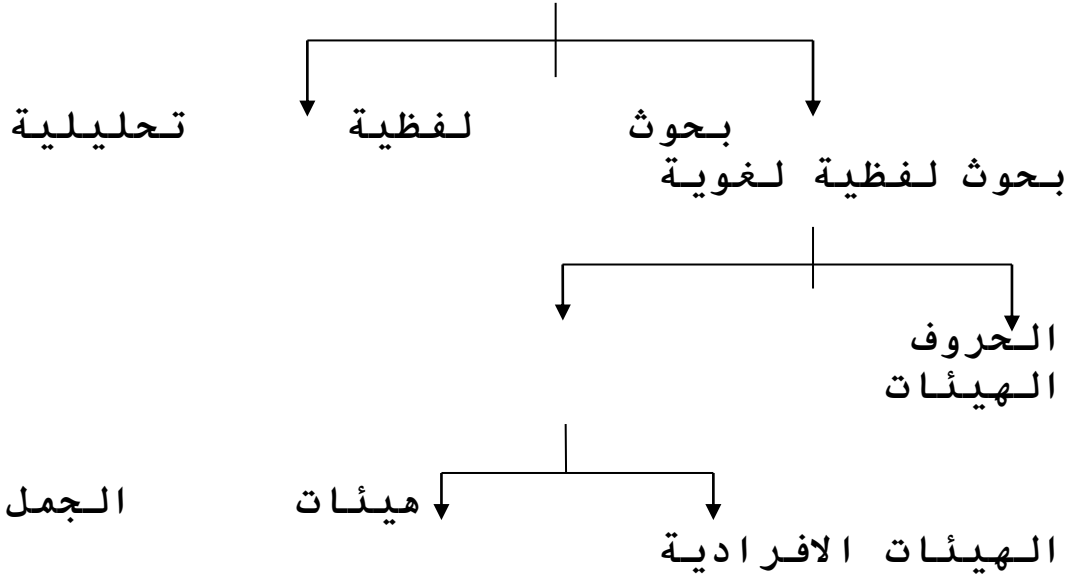 بحوث لفظية تحليلية
بحوث لفظية لغوية
الحروف
الهيئات
هيئات الجمل
الهيئات الافرادية